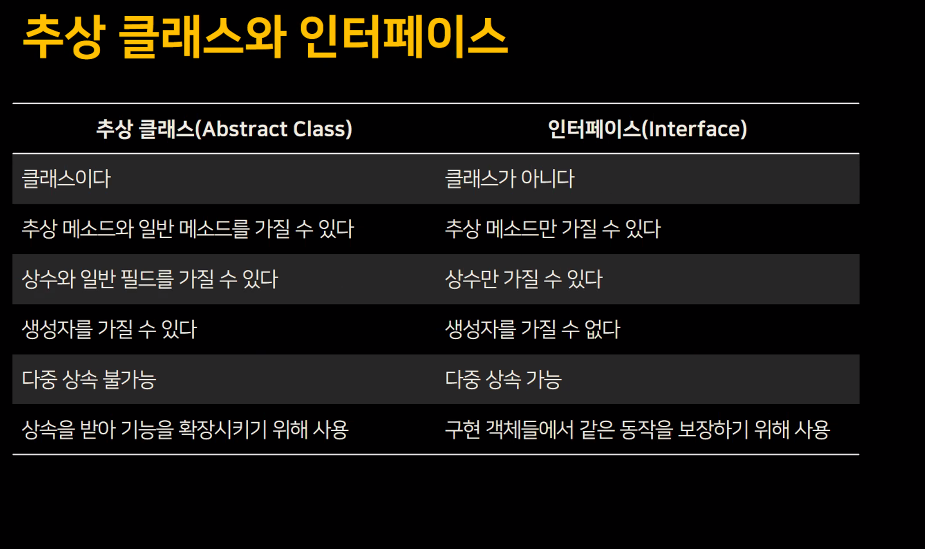 추상 클래스와 인터페이스
추상 클래스(Abstract Class) 인터페이스(Interface)
클래스이다 클래스가 아니다
추상 메소드와 일반 메소드를 가질 수 있다 추상 메소드만 가질 수 있다
상수와 일반 필드를 가질 수 있다 상수만 가질 수 있다
생성자를 가질 수 있다 생성자를 가질 수 없다
다중 상속 불가능 다중 상속 가능
상속을 받아 기능을 확장시키기 위해 사용 구현 객체들에서 같은 동작을 보장하기 위해 사용